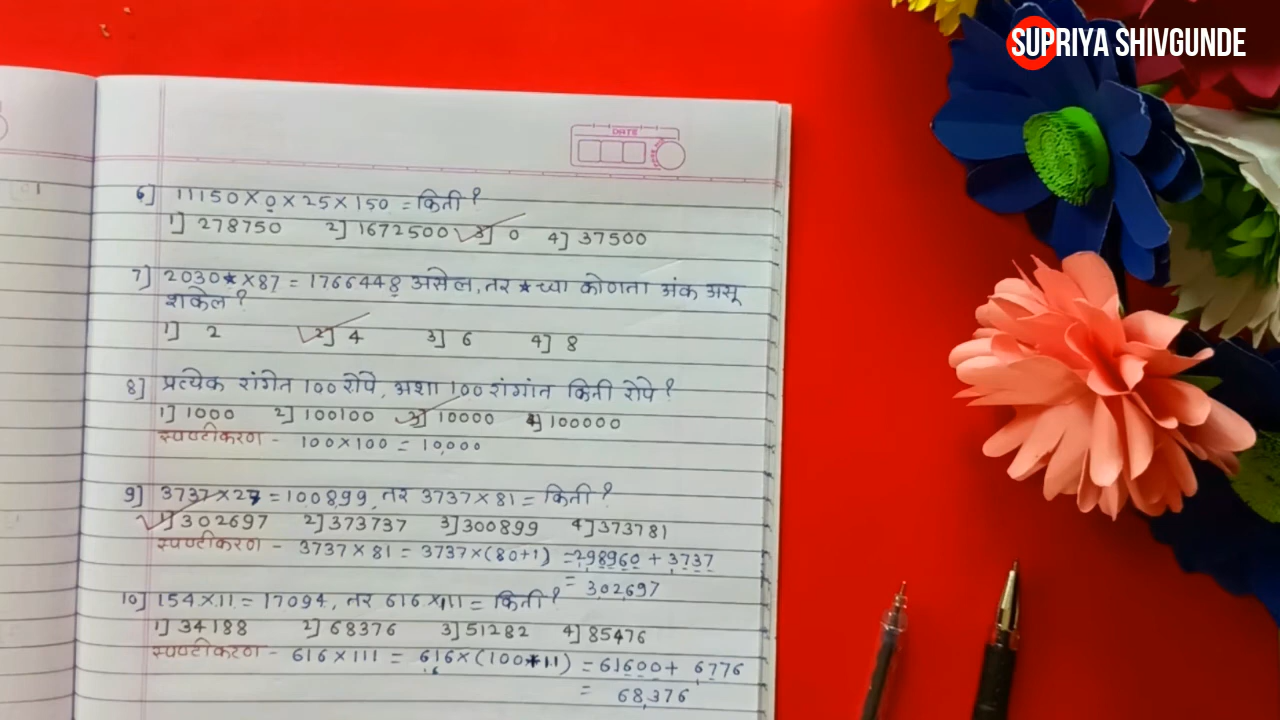 SUPRIYA SHIVGUNDE
DATE
6] 11150 × 0 × 25 × 150 = किती ?
1] 278750 2] 1672500 3] 0 4] 37500
7] 2030* × 87 = 1766448 असेल, तर * च्या कोणता अंक असू
शकेल ?
1] 2 2] 4 3] 6 4] 8
8] प्रत्येक रांगेत 100 रोपे, अशा 100 रांगांत किती रोपे ?
1] 1000 2] 100100 3] 10000 4] 100000
स्पष्टीकरण - 100 × 100 = 10,000
9] 3737 × 27 = 100899, तर 3737 × 81 = किती ?
1] 302697 2] 373737 3] 300899 4] 373781
स्पष्टीकरण - 3737 × 81 = 3737 × (80+1) = 298960 + 3737
= 302697
10] 154 × 11 = 17094, तर 616 × 111 = किती ?
1] 34188 2] 68376 3] 51282 4] 85476
स्पष्टीकरण - 616 × 111 = 616 × (100+11) = 61600 + 6776
= 68,376